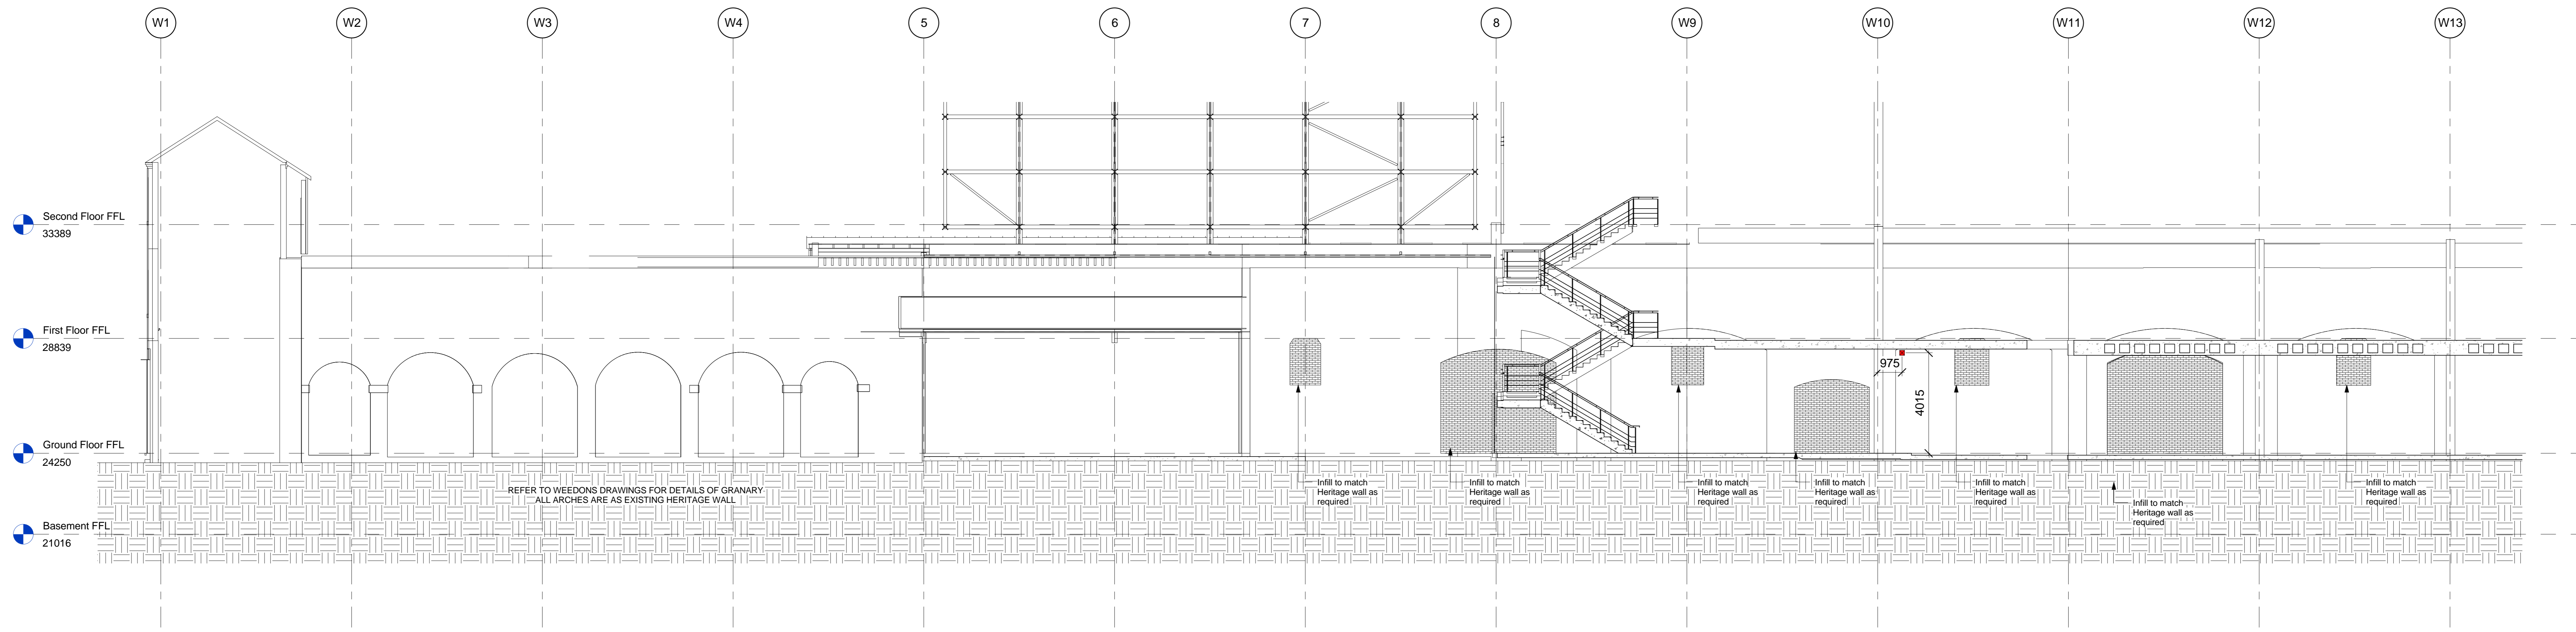 W1 W2 W3 W4 5 6 7 8 W9 W10 W11 W12 W13
Second Floor FFL
33389
First Floor FFL
28839
975
4015
Ground Floor FFL
24250
REFER TO WEEDONS DRAWINGS FOR DETAILS OF GRANARY
ALL ARCHES ARE AS EXISTING HERITAGE WALL
Infill to match
Heritage wall as
required
Infill to match
Heritage wall as
required
Infill to match
Heritage wall as
required
Infill to match
Heritage wall as
required
Infill to match
Heritage wall as
required
Infill to match
Heritage wall as
required
Infill to match
Heritage wall as
required
Basement FFL
21016